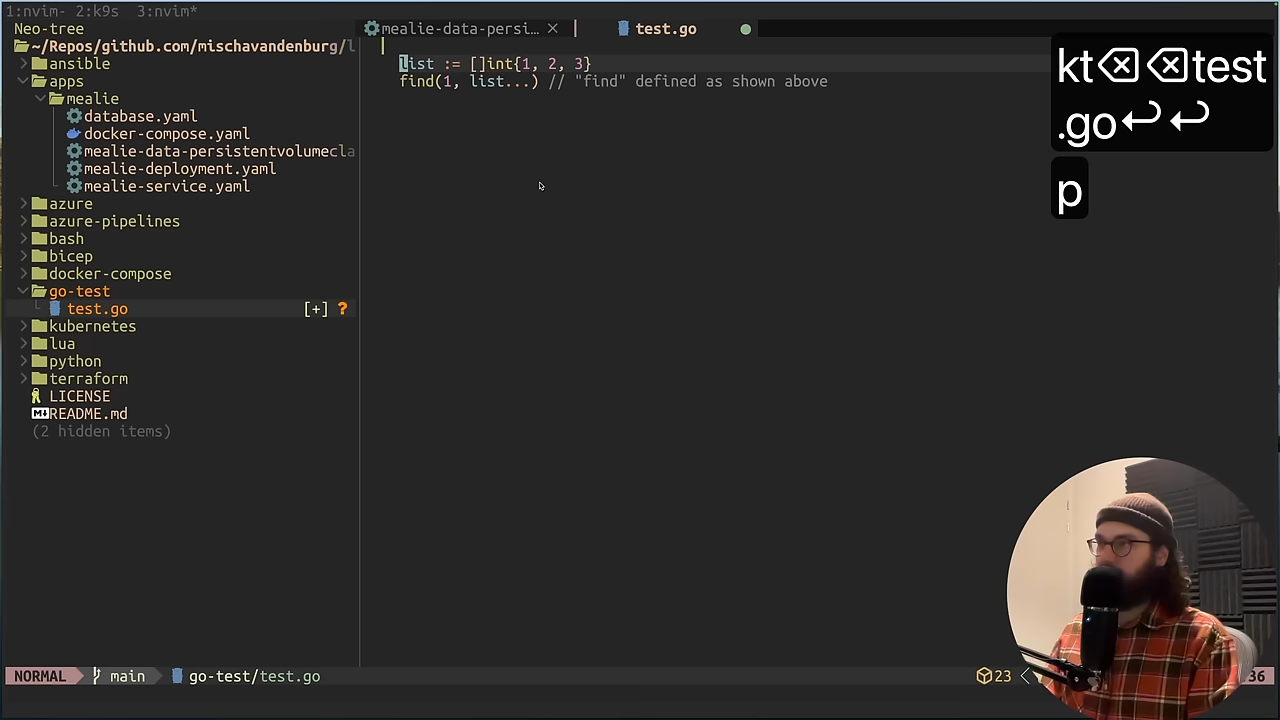 1:nvim- 2:k9s 3:nvim*
Neo-tree
mealie-data-persi… ×
test.go
~/Repos/github.com/mischavandenburg/l
ansible
apps
mealie
database.yaml
docker-compose.yaml
mealie-data-persistentvolumecla
mealie-deployment.yaml
mealie-service.yaml
azure
azure-pipelines
bash
bicep
docker-compose
go-test
test.go [+] ?
kubernetes
lua
python
terraform
LICENSE
README.md
(2 hidden items)
list := []int{1, 2, 3}
find(1, list...) // "find" defined as shown above
kt⌫⌫test
.go↵↵
p
NORMAL main go-test/test.go 23 36